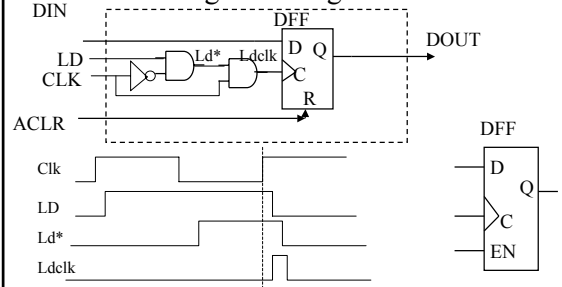 DIN
DFF
D Q
DOUT
LD
Ld*
Ldclk
CLK
C
R
ACLR
DFF
Clk
D
LD
Q
C
Ld*
EN
Ldclk